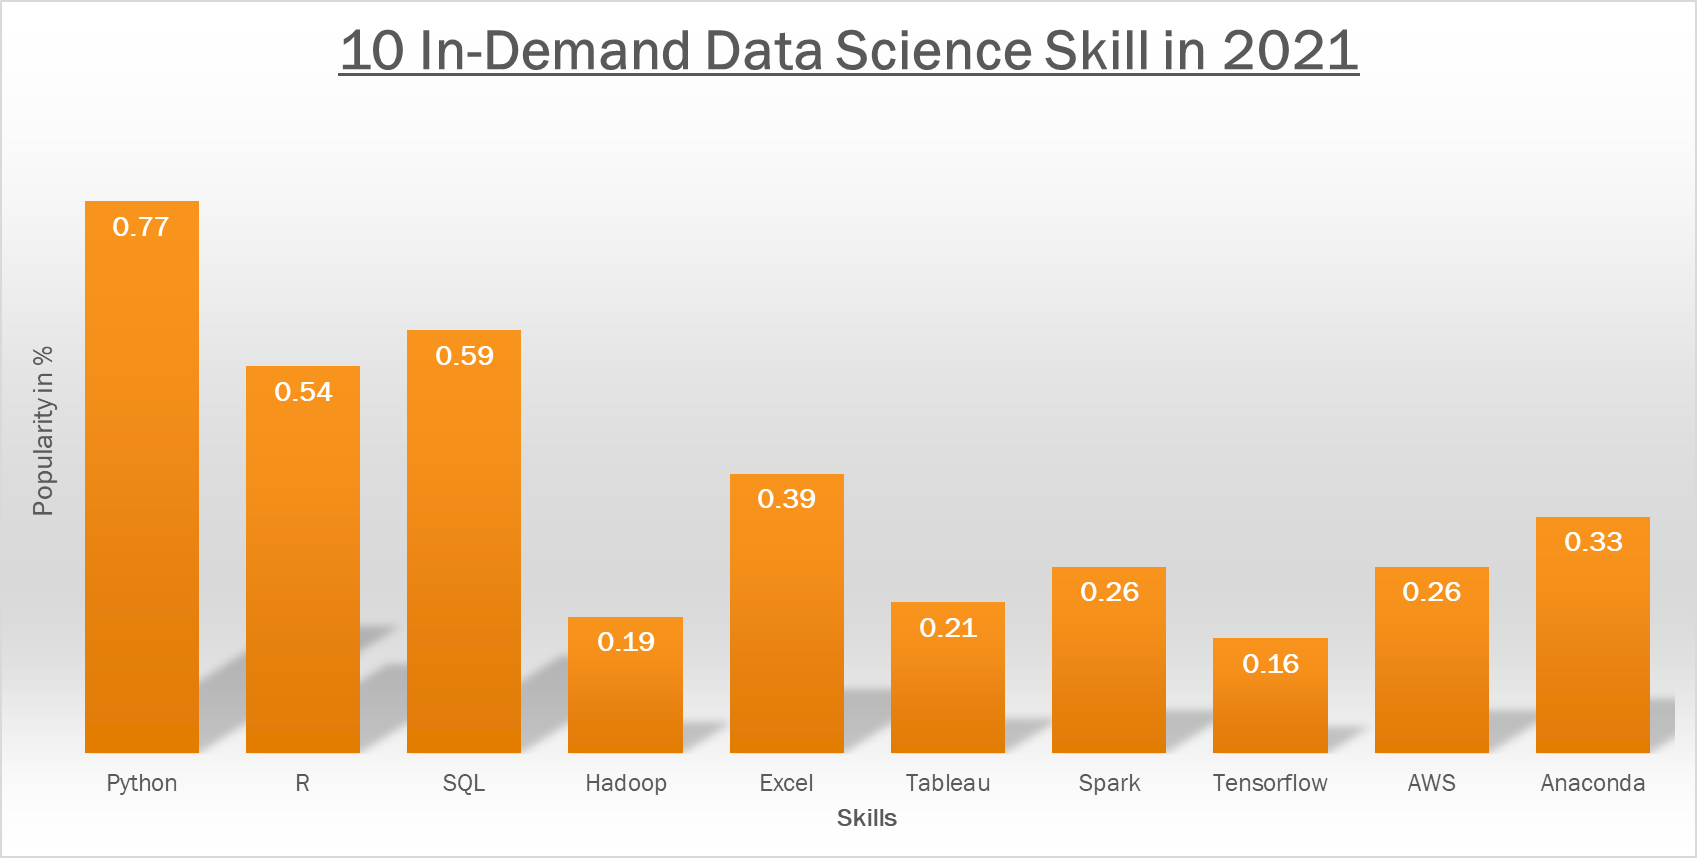 10 In-Demand Data Science Skill in 2021
Popularity in %
0.77
0.54
0.59
0.19
0.39
0.21
0.26
0.16
0.26
0.33
Python
R
SQL
Hadoop
Excel
Tableau
Spark
Tensorflow
AWS
Anaconda
Skills